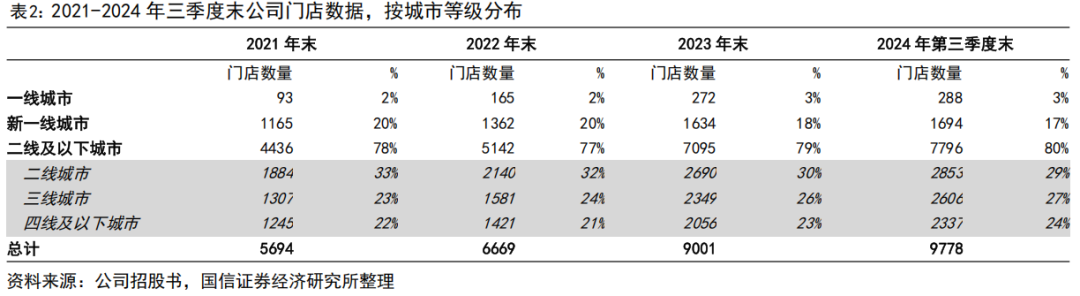 表2：2021-2024 年三季度末公司门店数据，按城市等级分布
2021 年末 2022 年末 2023 年末 2024 年第三季度末
门店数量 % 门店数量 % 门店数量 % 门店数量 %
一线城市 93 2% 165 2% 272 3% 288 3%
新一线城市 1165 20% 1362 20% 1634 18% 1694 17%
二线及以下城市 4436 78% 5142 77% 7095 79% 7796 80%
二线城市 1884 33% 2140 32% 2690 30% 2853 29%
三线城市 1307 23% 1581 24% 2349 26% 2606 27%
四线及以下城市 1245 22% 1421 21% 2056 23% 2337 24%
总计 5694 6669 9001 9778
资料来源：公司招股书，国信证券经济研究所整理